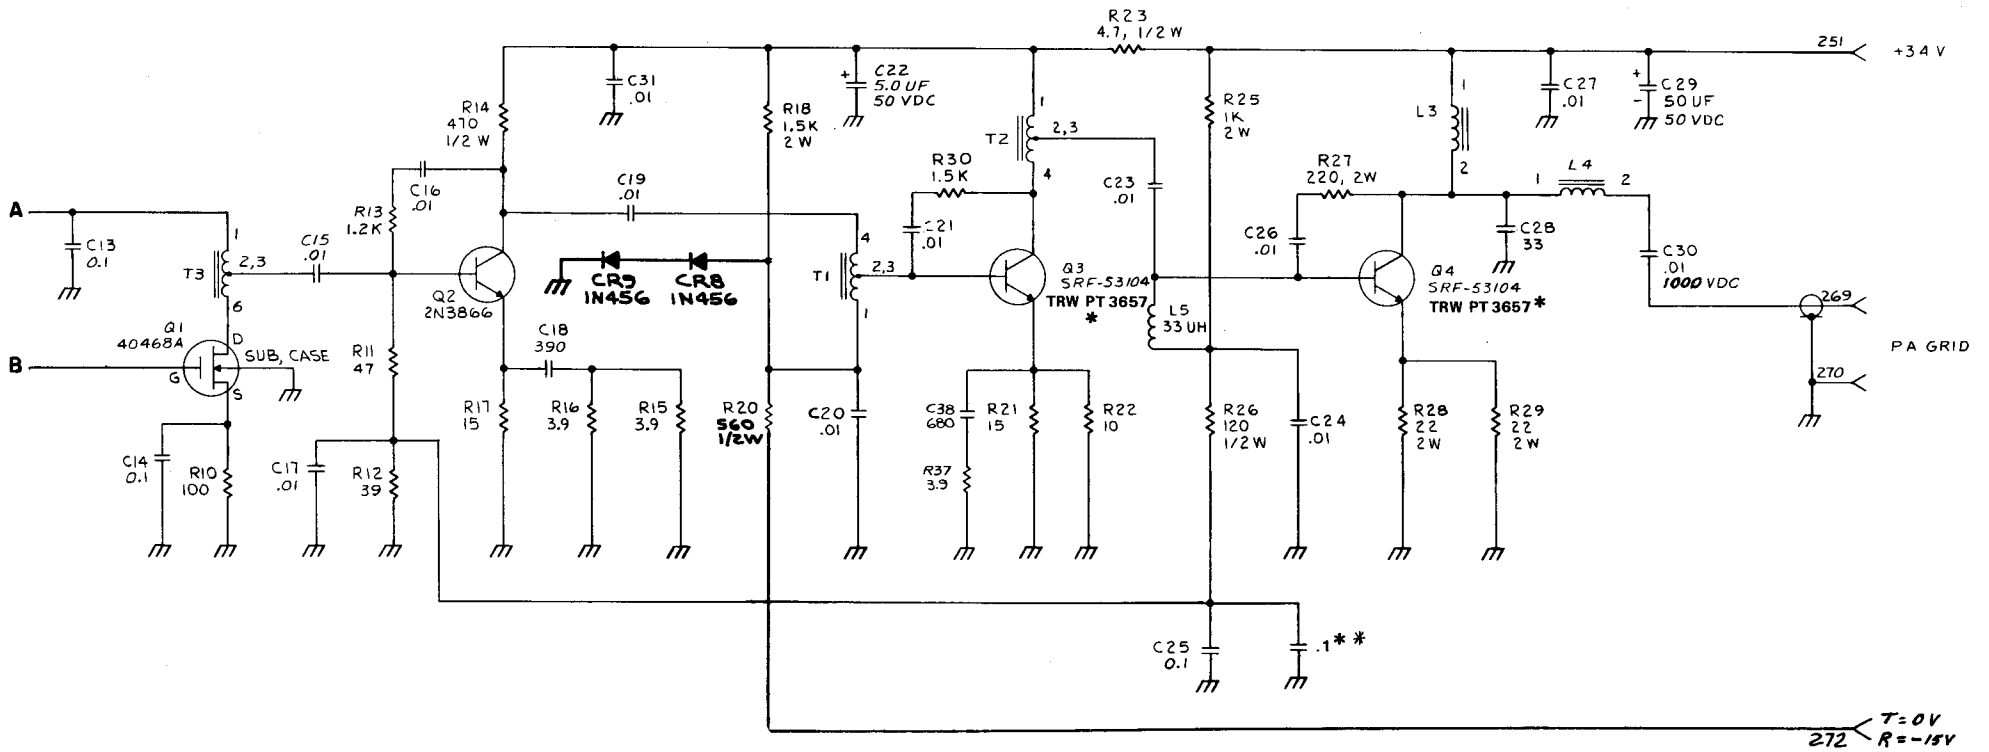 R23
4.7, 1/2 W
251
+34V
C31
.01
C22
+
5.0 UF
50 VDC
R14
470
1/2 W
R18
1.5K
2 W
1
T2
2,3
4
R25
1K
2 W
1
L3
2
C27
.01
+
-
C29
50 UF
50 VDC
C16
.01
R30
1.5K
R27
220, 2W
L4
1
2
A
C13
0.1
R13
1.2K
C15
.01
C19
.01
C21
.01
C23
.01
C26
.01
C28
33
C30
.01
1000 VDC
1
T3
2,3
6
Q2
2N3866
CR9
1N456
CR8
1N456
4
T1
2,3
1
Q3
SRF-53104
TRW PT 3657
*
L5
33 UH
Q4
SRF-53104
TRW PT 3657 *
269
PA GRID
270
Q1
40468A
D
SUB, CASE
G
S
B
R11
47
C18
390
R17
15
R16
3.9
R15
3.9
R20
560
1/2W
C20
.01
C38
680
R21
15
R22
10
R26
120
1/2 W
C24
.01
R28
22
2W
R29
22
2W
C14
0.1
R10
100
C17
.01
R12
39
R37
3.9
C25
0.1
.1 **
272
T=0V
R=-15V